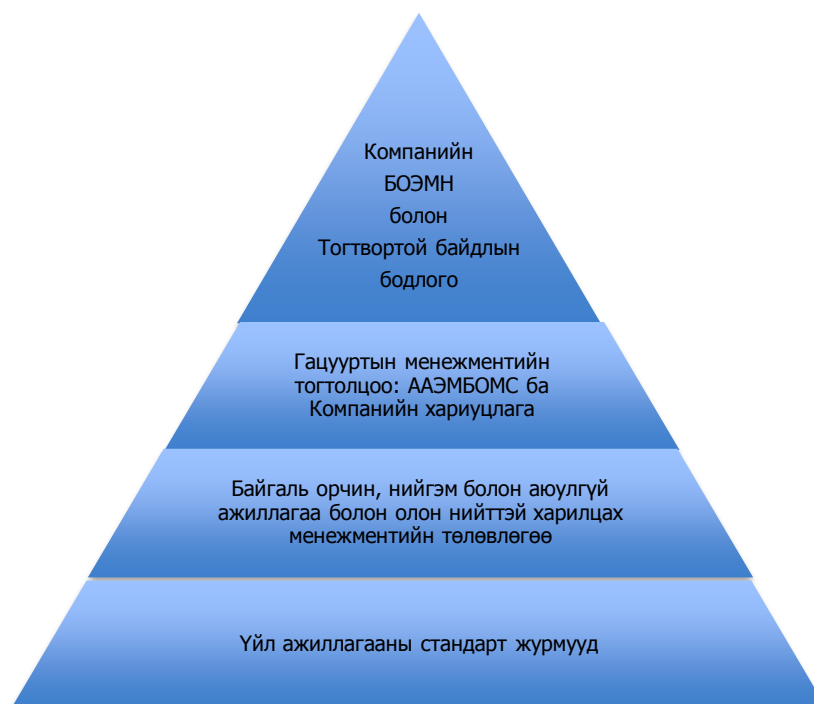 Компанийн
БОЭМН
болон
Тогтвортой байдлын
бодлого
Гацууртын менежментийн
тогтолцоо: ААЭМБОМС ба
Компанийн хариуцлага
Байгаль орчин, нийгэм болон аюулгүй
ажиллагаа болон олон нийттэй харилцах
менежментийн төлөвлөгөө
Үйл ажиллагааны стандарт журмууд